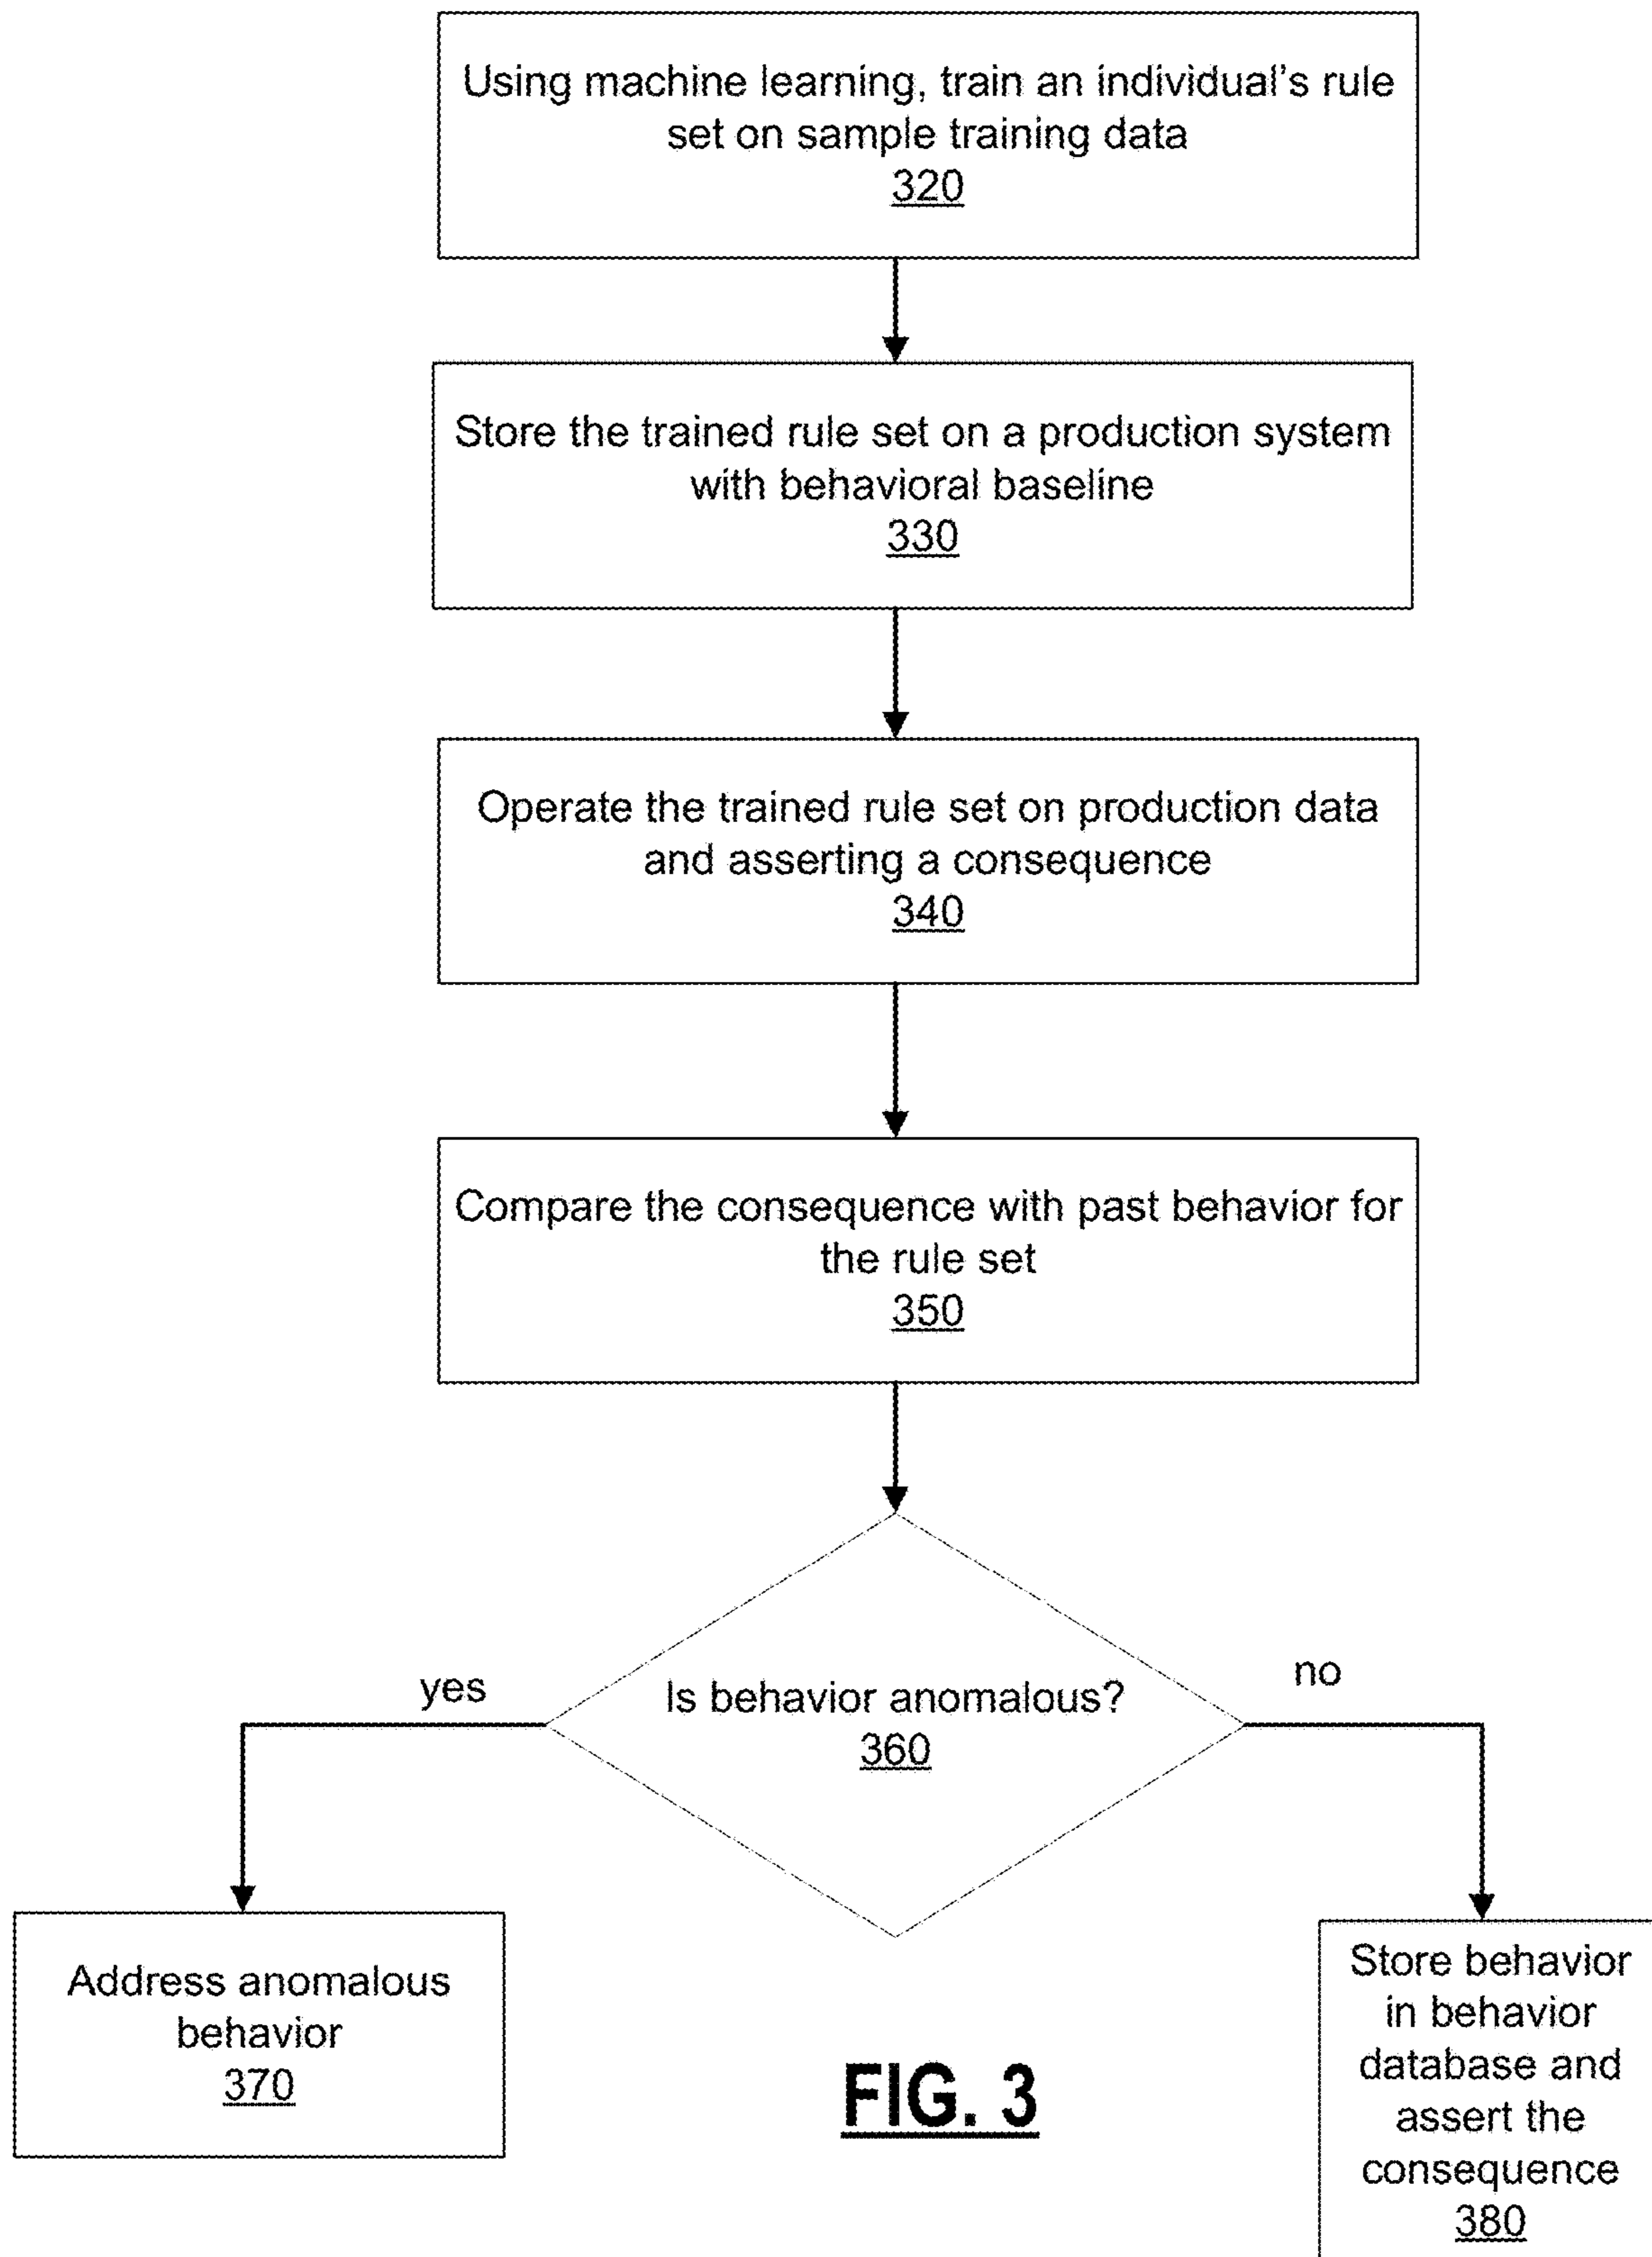 Using machine learning, train an individual's rule
set on sample training data
320
Store the trained rule set on a production system
with behavioral baseline
330
Operate the trained rule set on production data
and asserting a consequence
340
Compare the consequence with past behavior for
the rule set
350
Is behavior anomalous?
360
yes
no
Address anomalous
behavior
370
Store behavior
in behavior
database and
assert the
consequence
380
FIG. 3